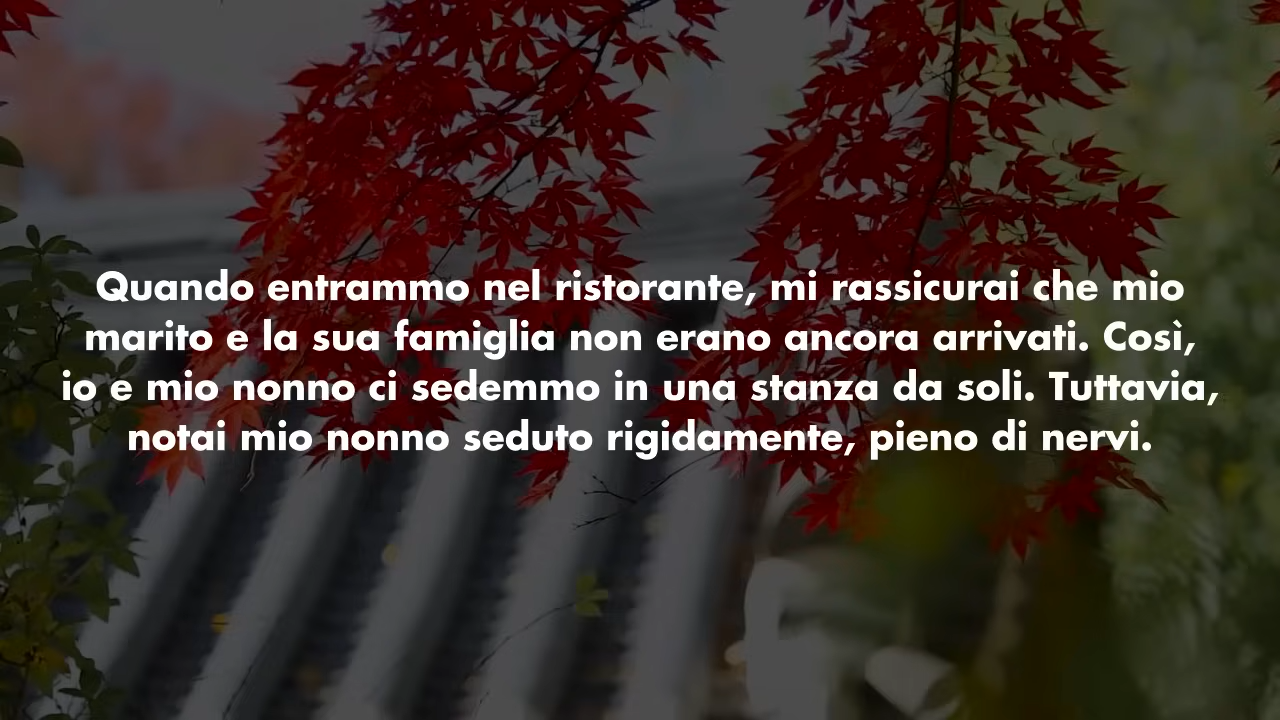 Quando entrammo nel ristorante, mi rassicurai che mio
marito e la sua famiglia non erano ancora arrivati. Così,
io e mio nonno ci sedemmo in una stanza da soli. Tuttavia,
notai mio nonno seduto rigidamente, pieno di nervi.